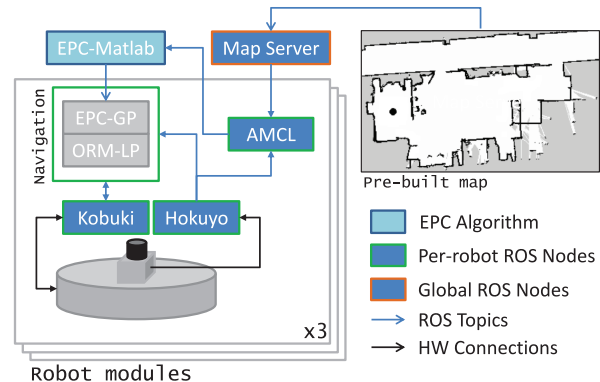 EPC-Matlab
Map Server
Navigation
EPC-GP
ORM-LP
AMCL
Kobuki
Hokuyo
x3
Robot modules
Pre-built map
EPC Algorithm
Per-robot ROS Nodes
Global ROS Nodes
ROS Topics
HW Connections